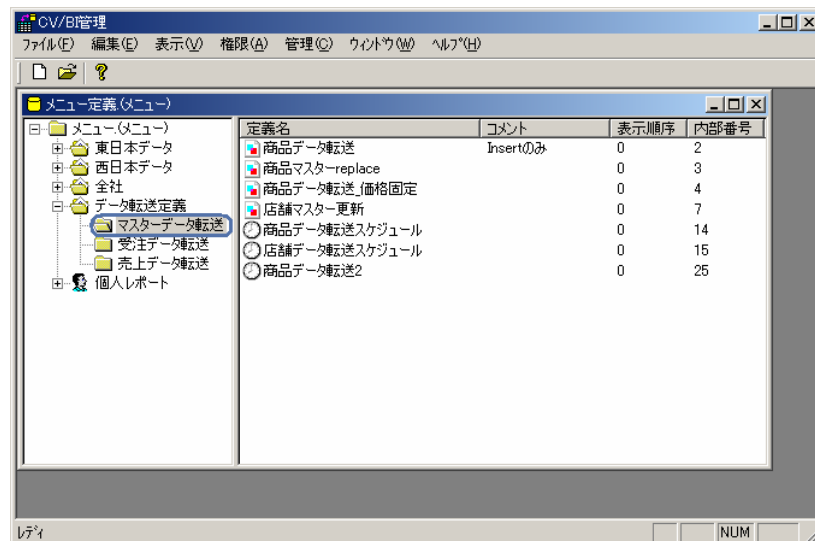 CV/BI管理
ﾌｧｲﾙ(F) 編集(E) 表示(V) 権限(A) 管理(C) ｳｨﾝﾄﾞｳ(W) ﾍﾙﾌﾟ(H)
メニュー定義.(メニュー)
メニュー.(メニュー)
東日本データ
西日本データ
全社
データ転送定義
マスターデータ転送
受注データ転送
売上データ転送
個人レポート
定義名 コメント 表示順序 内部番号
商品データ転送 Insertのみ 0 2
商品マスターreplace 0 3
商品データ転送_価格固定 0 4
店舗マスター更新 0 7
商品データ転送スケジュール 0 14
店舗データ転送スケジュール 0 15
商品データ転送2 0 25
ﾚﾃﾞｨ NUM